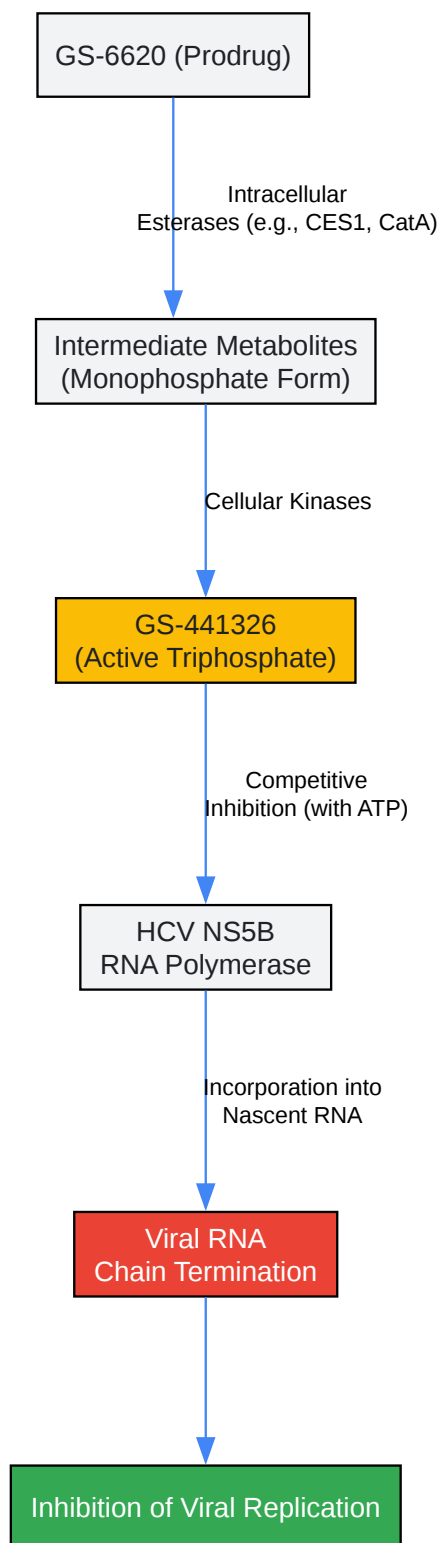 GS-6620 (Prodrug)
Intracellular
Esterases (e.g., CES1, CatA)
Intermediate Metabolites
(Monophosphate Form)
Cellular Kinases
GS-441326
(Active Triphosphate)
Competitive
Inhibition (with ATP)
HCV NS5B
RNA Polymerase
Incorporation into
Nascent RNA
Viral RNA
Chain Termination
Inhibition of Viral Replication